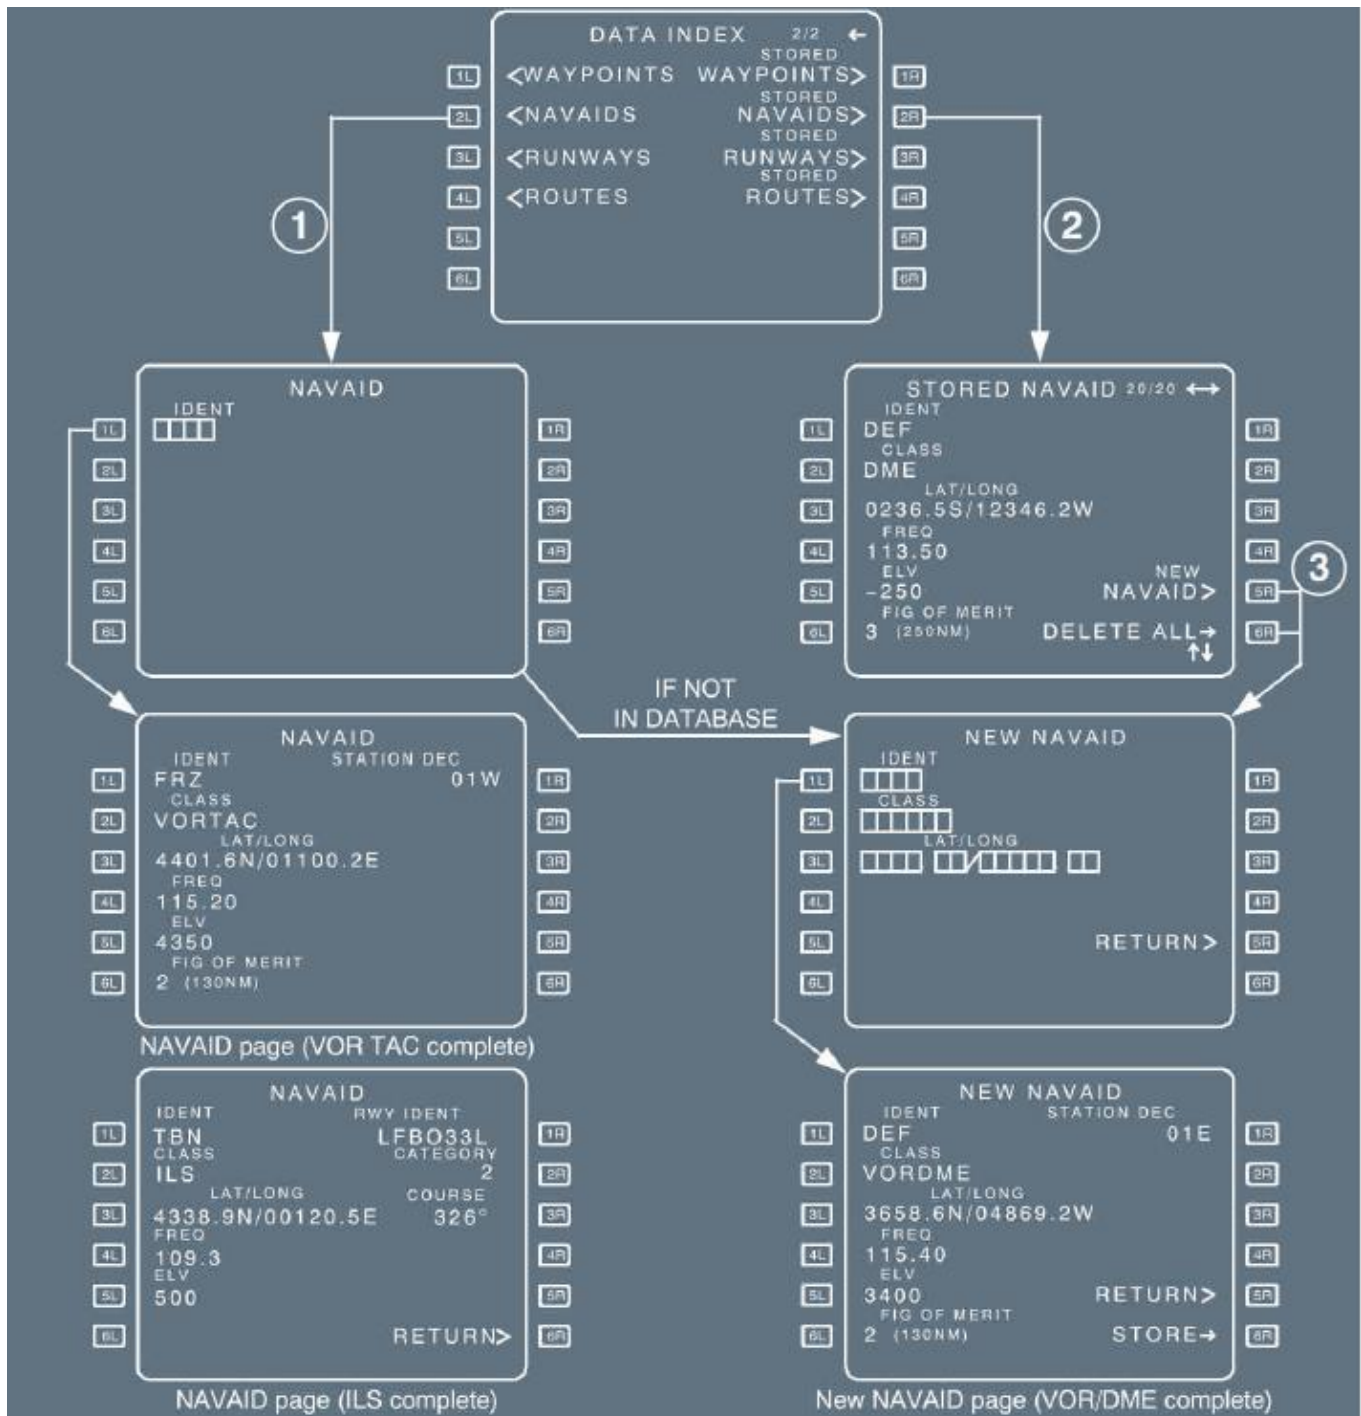 DATA INDEX 2/2 ←
STORED
1L <WAYPOINTS WAYPOINTS> 1R
STORED
2L <NAVAIDS NAVAIDS> 2R
STORED
3L <RUNWAYS RUNWAYS> 3R
STORED
4L <ROUTES ROUTES> 4R
5L 5R
6L 6R
1
2
NAVAID
IDENT
1L 1R
2L 2R
3L 3R
4L 4R
5L 5R
6L 6R
STORED NAVAID 20/20 ↔
IDENT
1L DEF 1R
CLASS
2L DME 2R
LAT/LONG
3L 0236.5S/12346.2W 3R
FREQ
4L 113.50 4R
ELV NEW
5L -250 NAVAID> 5R
FIG OF MERIT
6L 3 (250NM) DELETE ALL→ 6R
↑↓
3
IF NOT
IN DATABASE
NAVAID
IDENT STATION DEC
1L FRZ 01W 1R
CLASS
2L VORTAC 2R
LAT/LONG
3L 4401.6N/01100.2E 3R
FREQ
4L 115.20 4R
ELV
5L 4350 5R
FIG OF MERIT
6L 2 (130NM) 6R
NAVAID page (VOR TAC complete)
NEW NAVAID
IDENT
1L 1R
CLASS
2L 2R
LAT/LONG
3L / 3R
4L 4R
5L RETURN> 5R
6L 6R
NAVAID
IDENT RWY IDENT
1L TBN LFBO33L 1R
CLASS CATEGORY
2L ILS 2 2R
LAT/LONG COURSE
3L 4338.9N/00120.5E 326° 3R
FREQ
4L 109.3 4R
ELV
5L 500 5R
6L RETURN> 6R
NAVAID page (ILS complete)
NEW NAVAID
IDENT STATION DEC
1L DEF 01E 1R
CLASS
2L VORDME 2R
LAT/LONG
3L 3658.6N/04869.2W 3R
FREQ
4L 115.40 4R
ELV
5L 3400 RETURN> 5R
FIG OF MERIT
6L 2 (130NM) STORE→ 6R
New NAVAID page (VOR/DME complete)